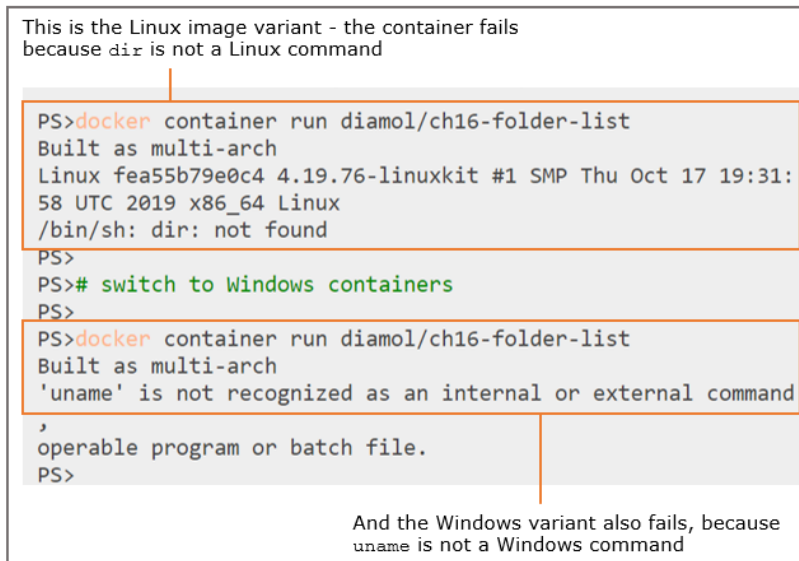 This is the Linux image variant - the container fails
because dir is not a Linux command
PS>docker container run diamol/ch16-folder-list
Built as multi-arch
Linux fea55b79e0c4 4.19.76-linuxkit #1 SMP Thu Oct 17 19:31:
58 UTC 2019 x86_64 Linux
/bin/sh: dir: not found
PS>
PS># switch to Windows containers
PS>
PS>docker container run diamol/ch16-folder-list
Built as multi-arch
'uname' is not recognized as an internal or external command
,
operable program or batch file.
PS>
And the Windows variant also fails, because
uname is not a Windows command